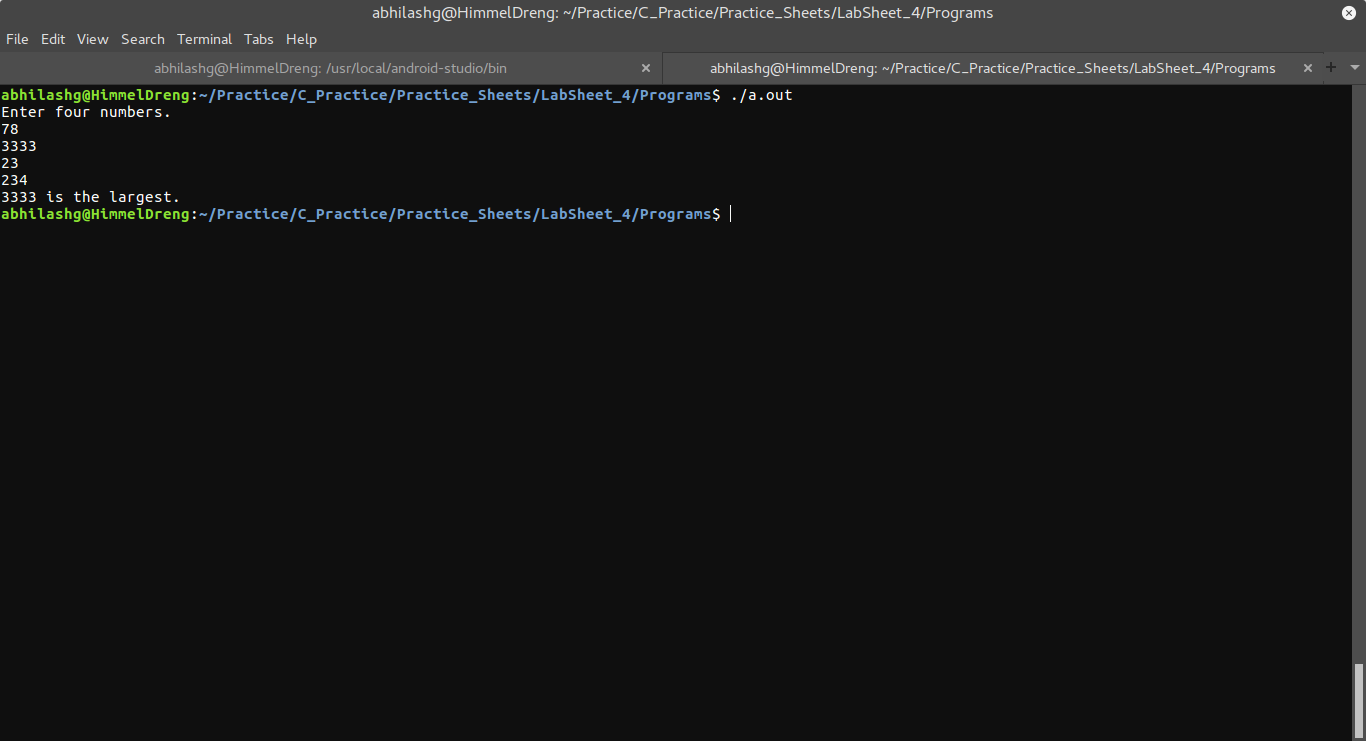 abhilashg@HimmelDreng: ~/Practice/C_Practice/Practice_Sheets/LabSheet_4/Programs
File Edit View Search Terminal Tabs Help
abhilashg@HimmelDreng: /usr/local/android-studio/bin
abhilashg@HimmelDreng: ~/Practice/C_Practice/Practice_Sheets/LabSheet_4/Programs
abhilashg@HimmelDreng:~/Practice/C_Practice/Practice_Sheets/LabSheet_4/Programs$ ./a.out
Enter four numbers.
78
3333
23
234
3333 is the largest.
abhilashg@HimmelDreng:~/Practice/C_Practice/Practice_Sheets/LabSheet_4/Programs$